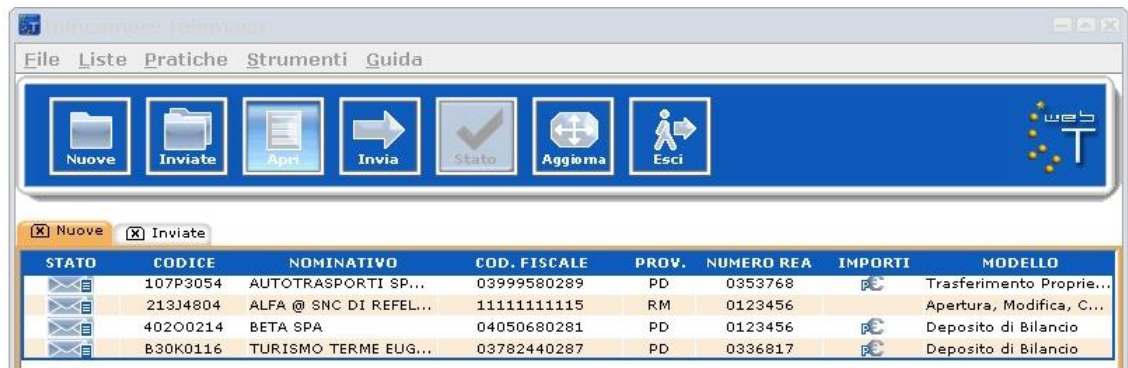 File Liste Pratiche Strumenti Guida
web
T
Nuove Inviate Apri Invia Stato Aggiorna Esci
Nuove Inviate
STATO CODICE NOMINATIVO COD. FISCALE PROV. NUMERO REA IMPORTI MODELLO
107P3054 AUTOTRASPORTI SP... 03999580289 PD 0353768 Trasferimento Proprie...
213J4804 ALFA @ SNC DI REFEL... 11111111115 RM 0123456 Apertura, Modifica, C...
402O0214 BETA SPA 04050680281 PD 0123456 Deposito di Bilancio
B30K0116 TURISMO TERME EUG... 03782440287 PD 0336817 Deposito di Bilancio